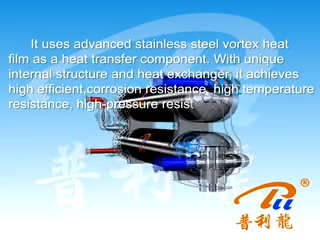 It uses advanced stainless steel vortex heat
film as a heat transfer component. With unique
internal structure and heat exchanger, it achieves
high efficient,corrosion resistance, high temperature
resistance, high-pressure resist
普利龍
®
普利龍